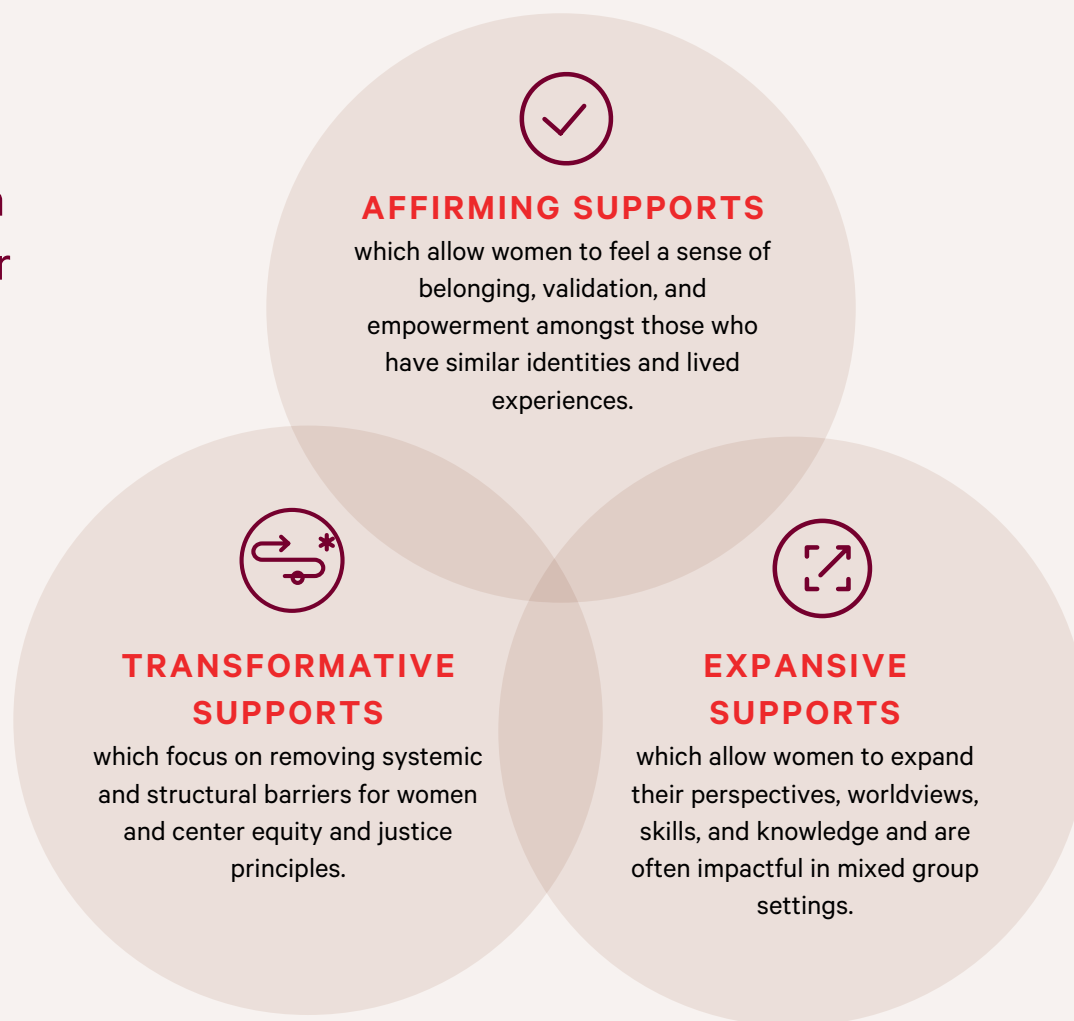 AFFIRMING SUPPORTS
which allow women to feel a sense of
belonging, validation, and
empowerment amongst those who
have similar identities and lived
experiences.
TRANSFORMATIVE
SUPPORTS
which focus on removing systemic
and structural barriers for women
and center equity and justice
principles.
EXPANSIVE
SUPPORTS
which allow women to expand
their perspectives, worldviews,
skills, and knowledge and are
often impactful in mixed group
settings.